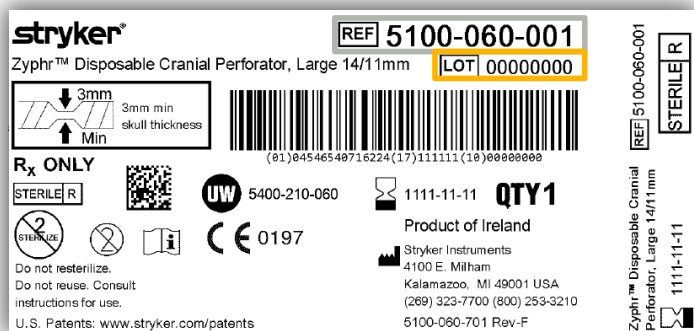 stryker®
REF 5100-060-001
Zyphr™ Disposable Cranial Perforator, Large 14/11mm
LOT 00000000
3mm
Min
3mm min
skull thickness
(01)04546540716224(17)111111(10)00000000
Rx ONLY
STERILE R
UW 5400-210-060
1111-11-11
QTY1
2
STERILIZE
2
i
CE 0197
Product of Ireland
Stryker Instruments
4100 E. Milham
Kalamazoo, MI 49001 USA
(269) 323-7700 (800) 253-3210
Do not resterilize.
Do not reuse. Consult
instructions for use.
U.S. Patents: www.stryker.com/patents
5100-060-701 Rev-F
REF 5100-060-001
STERILE R
Zyphr™ Disposable Cranial
Perforator, Large 14/11mm
1111-11-11